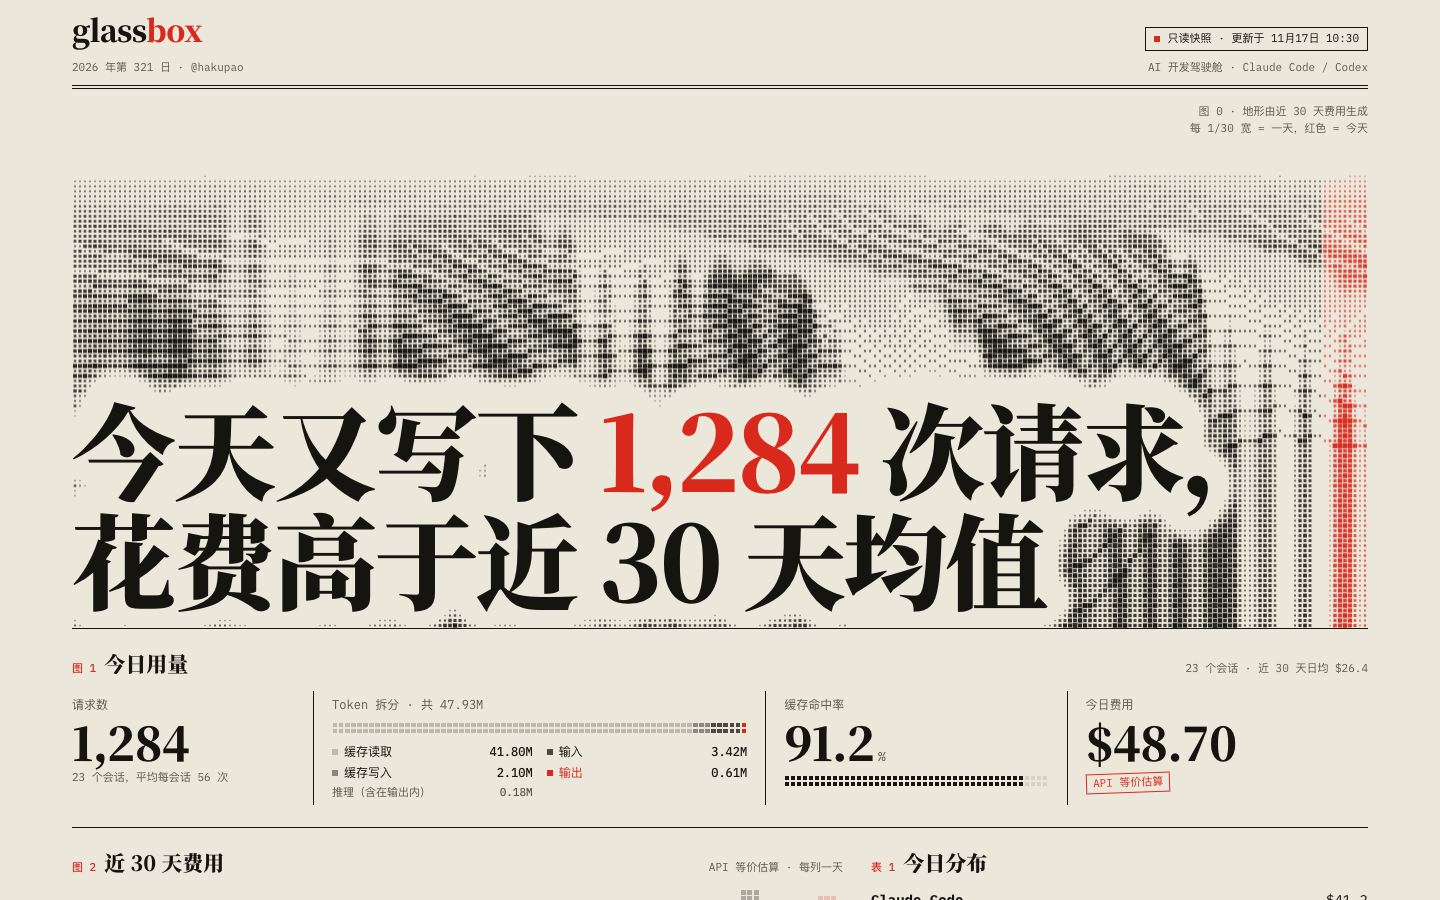 glassbox
2026 年第 321 日 · @hakupao
只读快照 · 更新于 11月17日 10:30
AI 开发驾驶舱 · Claude Code / Codex
图 0 · 地形由近 30 天费用生成
每 1/30 宽 = 一天, 红色 = 今天
今天又写下 1,284 次请求,
花费高于近 30 天均值
图 1 今日用量
23 个会话 · 近 30 天日均 $26.4
请求数
1,284
23 个会话, 平均每会话 56 次
Token 拆分 · 共 47.93M
缓存读取 41.80M
输入 3.42M
缓存写入 2.10M
输出 0.61M
推理（含在输出内） 0.18M
缓存命中率
91.2 %
今日费用
$48.70
API 等价估算
图 2 近 30 天费用
API 等价估算 · 每列一天
表 1 今日分布
Claude Code